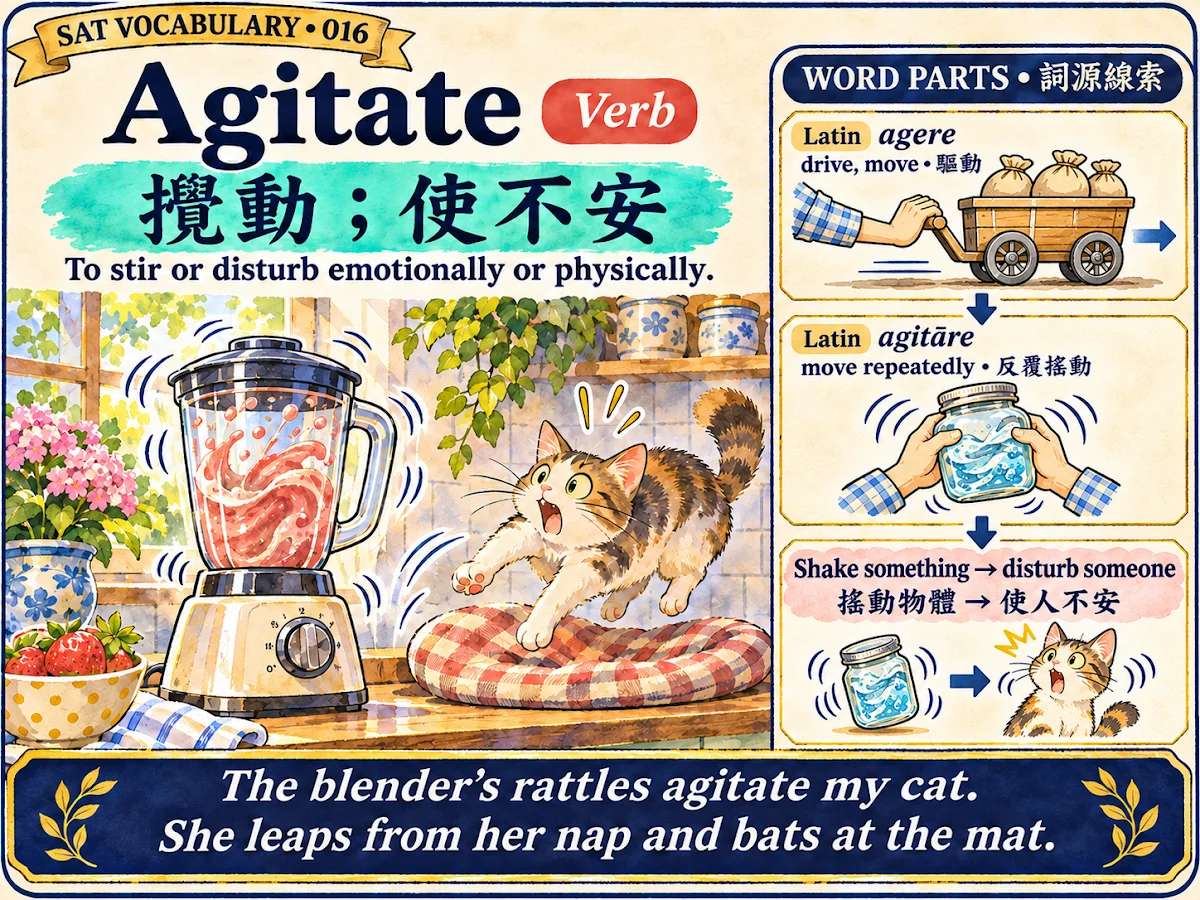 SAT VOCABULARY • 016
Agitate
Verb
攪動；使不安
To stir or disturb emotionally or physically.
WORD PARTS • 詞源線索
Latin agere
drive, move • 驅動
Latin agitāre
move repeatedly • 反覆搖動
Shake something → disturb someone
搖動物體 → 使人不安
The blender's rattles agitate my cat.
She leaps from her nap and bats at the mat.